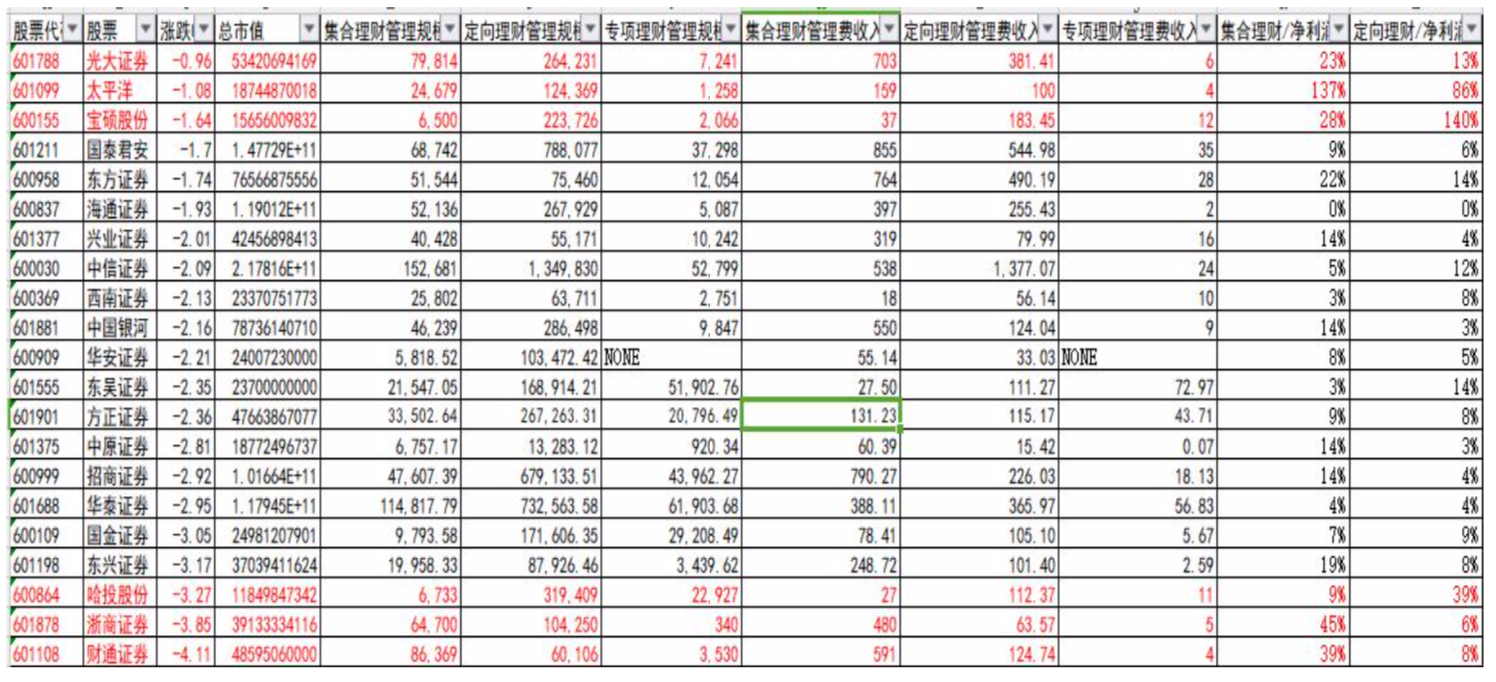 股票代 股票 涨跌 总市值 集合理财管理规 定向理财管理规 专项理财管理规 集合理财管理费收入 定向理财管理费收入 专项理财管理费收入 集合理财/净利润 定向理财/净利润
601788 光大证券 -0.96 53420694169 79,814 264,231 7,241 703 381.41 6 23% 13%
601099 太平洋 -1.08 18744870018 24,679 124,369 1,258 159 100 4 137% 86%
600155 宝硕股份 -1.64 15656009832 6,500 223,726 2,066 37 183.45 12 28% 140%
601211 国泰君安 -1.7 1.47729E+11 68,742 788,077 37,298 855 544.98 35 9% 6%
600958 东方证券 -1.74 76566875556 51,544 75,460 12,054 764 490.19 28 22% 14%
600837 海通证券 -1.93 1.19012E+11 52,136 267,929 5,087 397 255.43 2 0% 0%
601377 兴业证券 -2.01 42456898413 40,428 55,171 10,242 319 79.99 16 14% 4%
600030 中信证券 -2.09 2.17816E+11 152,681 1,349,830 52,799 538 1,377.07 24 5% 12%
600369 西南证券 -2.13 23370751773 25,802 63,711 2,751 18 56.14 10 3% 8%
601881 中国银河 -2.16 78736140710 46,239 286,498 9,847 550 124.04 9 14% 3%
600909 华安证券 -2.21 24007230000 5,818.52 103,472.42 NONE 55.14 33.03 NONE 8% 5%
601555 东吴证券 -2.35 23700000000 21,547.05 168,914.21 51,902.76 27.50 111.27 72.97 3% 14%
601901 方正证券 -2.36 47663867077 33,502.64 267,263.31 20,796.49 131.23 115.17 43.71 9% 8%
601375 中原证券 -2.81 18772496737 6,757.17 13,283.12 920.34 60.39 15.42 0.07 14% 3%
600999 招商证券 -2.92 1.01664E+11 47,607.39 679,133.51 43,962.27 790.27 226.03 18.13 14% 4%
601688 华泰证券 -2.95 1.17945E+11 114,817.79 732,563.58 61,903.68 388.11 365.97 56.83 4% 4%
600109 国金证券 -3.05 24981207901 9,793.58 171,606.35 29,208.49 78.41 105.10 5.67 7% 9%
601198 东兴证券 -3.17 37039411624 19,958.33 87,926.46 3,439.62 248.72 101.40 2.59 19% 8%
600864 哈投股份 -3.27 11849847342 6,733 319,409 22,927 27 112.37 11 9% 39%
601878 浙商证券 -3.85 39133334116 64,700 104,250 340 480 63.57 5 45% 6%
601108 财通证券 -4.11 48595060000 86,369 60,106 3,530 591 124.74 4 39% 8%